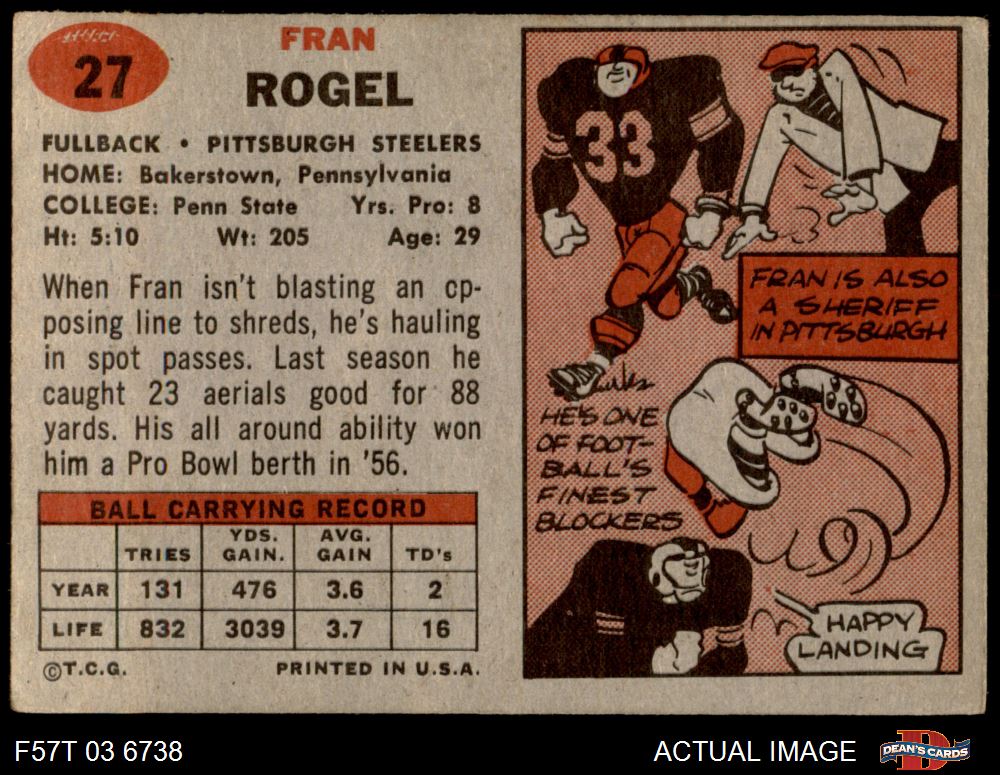 27
FRAN
ROGEL
FULLBACK • PITTSBURGH STEELERS
HOME: Bakerstown, Pennsylvania
COLLEGE: Penn State Yrs. Pro: 8
Ht: 5:10 Wt: 205 Age: 29
When Fran isn't blasting an op-
posing line to shreds, he's hauling
in spot passes. Last season he
caught 23 aerials good for 88
yards. His all around ability won
him a Pro Bowl berth in '56.
BALL CARRYING RECORD
TRIES YDS. GAIN. AVG. GAIN TD's
YEAR 131 476 3.6 2
LIFE 832 3039 3.7 16
©T.C.G. PRINTED IN U.S.A.
33
FRAN IS ALSO
A SHERIFF
IN PITTSBURGH
HE'S ONE
OF FOOT-
BALL'S
FINEST
BLOCKERS
HAPPY
LANDING
F57T 03 6738
ACTUAL IMAGE
D
DEAN'S CARDS